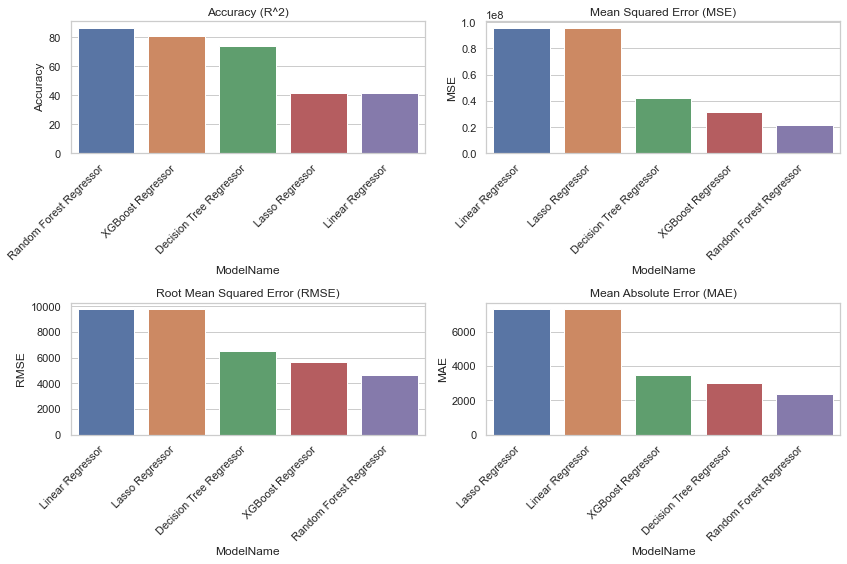 Accuracy (R^2)
Accuracy
80
60
40
20
0
Random Forest Regressor
XGBoost Regressor
Decision Tree Regressor
Lasso Regressor
Linear Regressor
ModelName
Mean Squared Error (MSE)
1e8
MSE
1.0
0.8
0.6
0.4
0.2
0.0
Linear Regressor
Lasso Regressor
Decision Tree Regressor
XGBoost Regressor
Random Forest Regressor
ModelName
Root Mean Squared Error (RMSE)
RMSE
10000
8000
6000
4000
2000
0
Linear Regressor
Lasso Regressor
Decision Tree Regressor
XGBoost Regressor
Random Forest Regressor
ModelName
Mean Absolute Error (MAE)
MAE
6000
4000
2000
0
Lasso Regressor
Linear Regressor
XGBoost Regressor
Decision Tree Regressor
Random Forest Regressor
ModelName